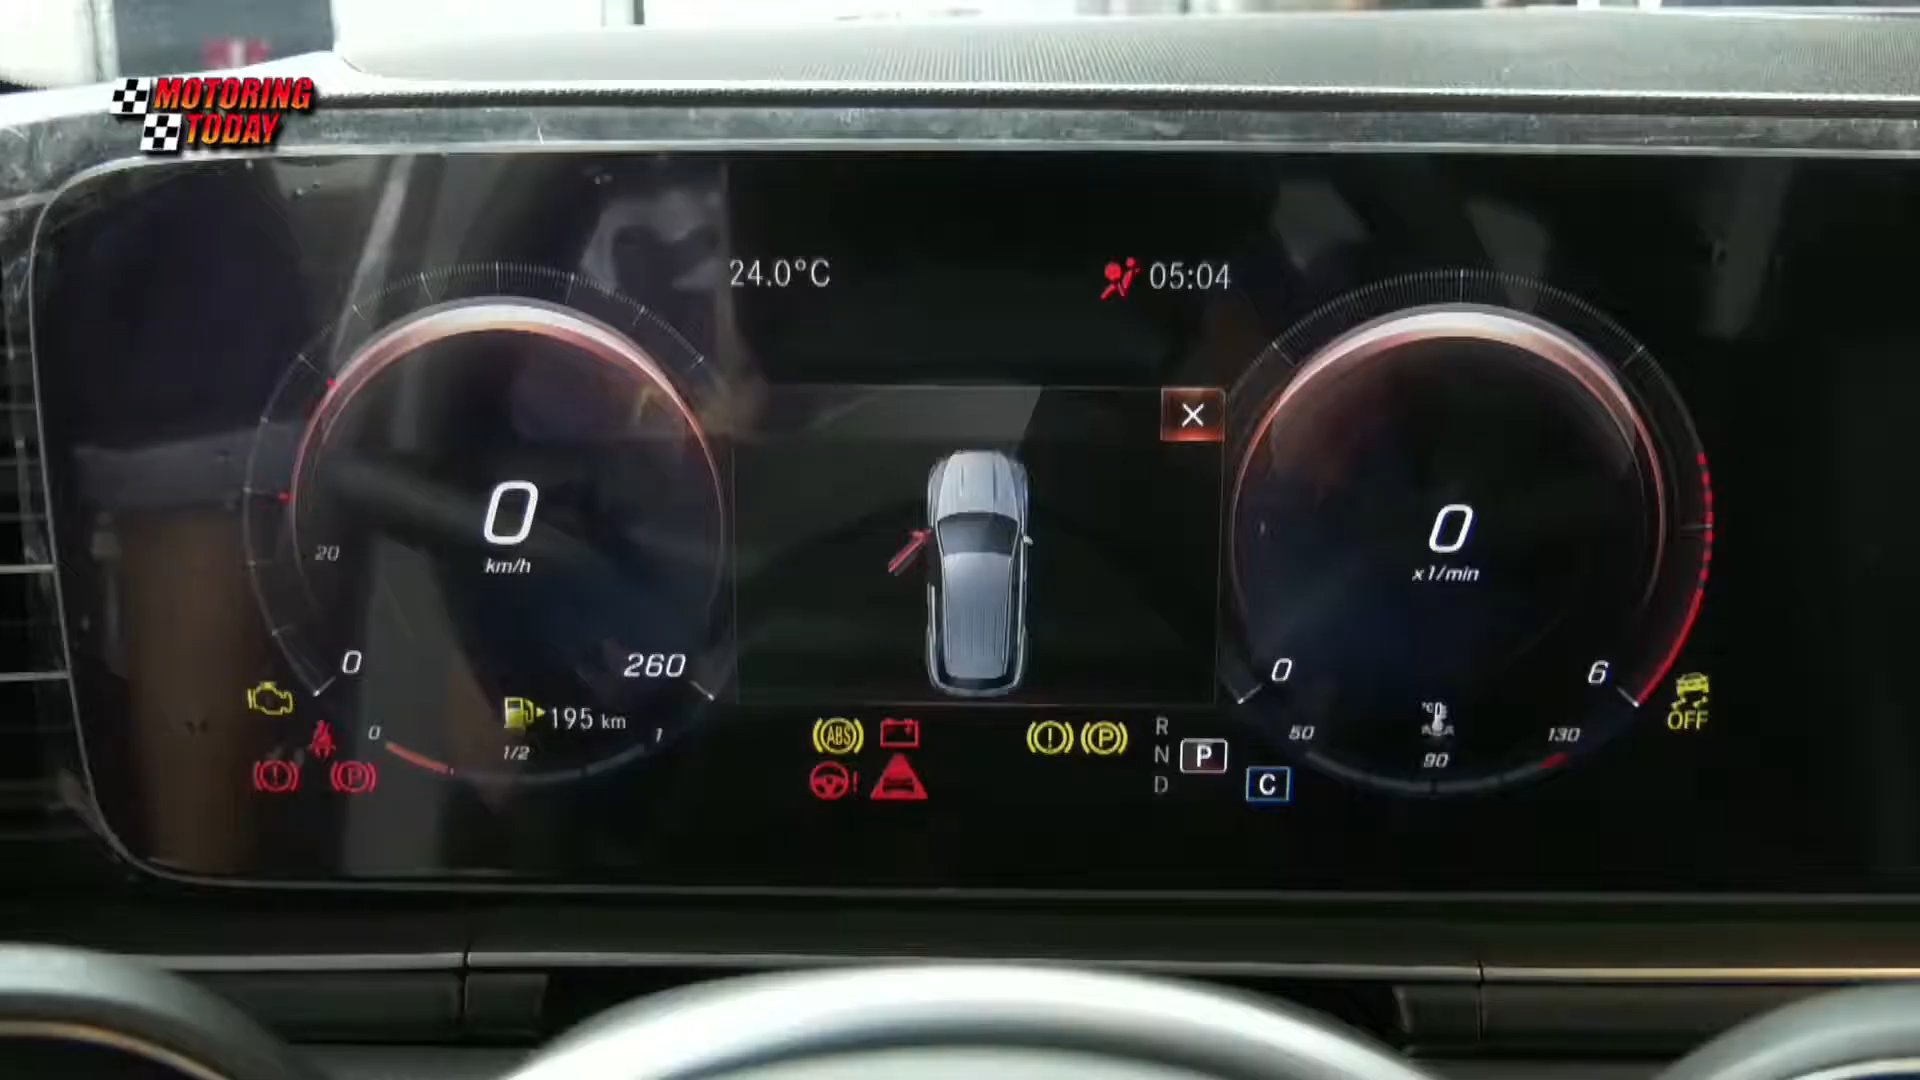 MOTORING
TODAY
24.0°C
05:04
0
km/h
20
0
260
0
x1/min
0
6
195 km
0
1/2
1
ABS
P
P
R
N
D
P
C
50
°C
90
130
OFF